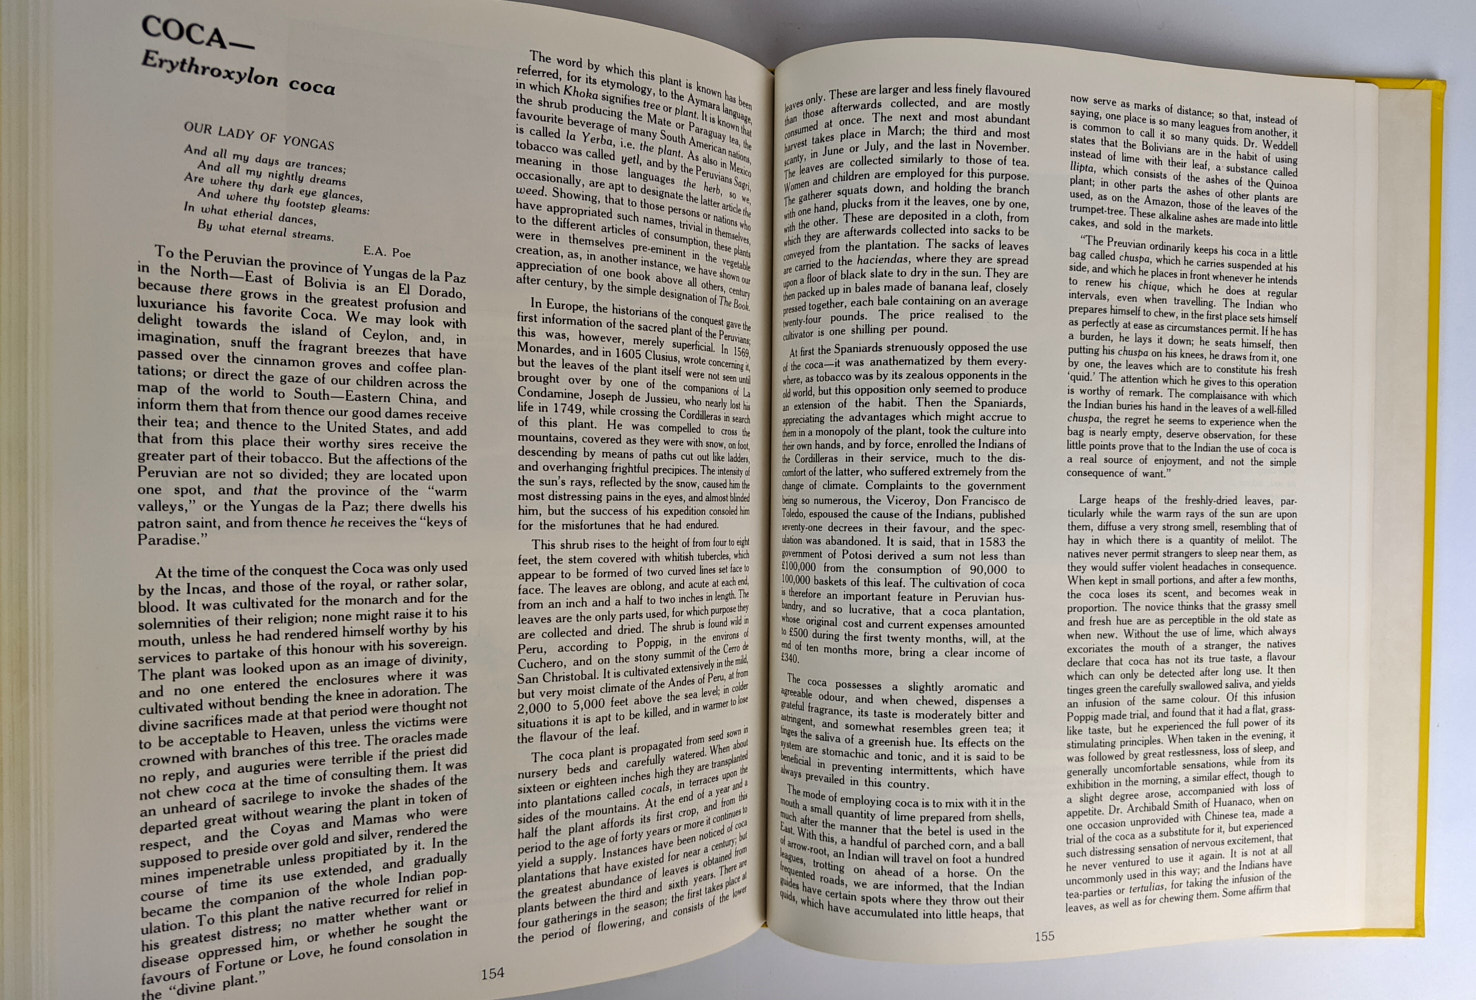 COCA—
Erythroxylon coca
OUR LADY OF YONGAS
And all my days are trances;
And all my nightly dreams
Are where thy dark eye glances,
And where thy footstep gleams:
In what etherial dances,
By what eternal streams.
E.A. Poe
To the Peruvian the province of Yungas de la Paz
in the North—East of Bolivia is an El Dorado,
because there grows in the greatest profusion and
luxuriance his favorite Coca. We may look with
delight towards the island of Ceylon, and, in
imagination, snuff the fragrant breezes that have
passed over the cinnamon groves and coffee plan-
tations; or direct the gaze of our children across the
map of the world to South—Eastern China, and
inform them that from thence our good dames receive
their tea; and thence to the United States, and add
that from this place their worthy sires receive the
greater part of their tobacco. But the affections of the
Peruvian are not so divided; they are located upon
one spot, and that the province of the “warm
valleys,” or the Yungas de la Paz; there dwells his
patron saint, and from thence he receives the “keys of
Paradise.”
At the time of the conquest the Coca was only used
by the Incas, and those of the royal, or rather solar,
blood. It was cultivated for the monarch and for the
solemnities of their religion; none might raise it to his
mouth, unless he had rendered himself worthy by his
services to partake of this honour with his sovereign.
The plant was looked upon as an image of divinity,
and no one entered the enclosures where it was
cultivated without bending the knee in adoration. The
divine sacrifices made at that period were thought not
to be acceptable to Heaven, unless the victims were
crowned with branches of this tree. The oracles made
no reply, and auguries were terrible if the priest did
not chew coca at the time of consulting them. It was
an unheard of sacrilege to invoke the shades of the
departed great without wearing the plant in token of
respect, and the Coyas and Mamas who were
supposed to preside over gold and silver, rendered the
mines impenetrable unless propitiated by it. In the
course of time its use extended, and gradually
became the companion of the whole Indian pop-
ulation. To this plant the native recurred for relief in
his greatest distress; no matter whether want or
disease oppressed him, or whether he sought the
favours of Fortune or Love, he found consolation in
the “divine plant.”
The word by which this plant is known has been
referred, for its etymology, to the Aymara language,
in which Khoka signifies tree or plant. It is known that
the shrub producing the Mate or Paraguay tea, the
favourite beverage of many South American nations,
is called la Yerba, i.e. the plant. As also in Mexico
tobacco was called yetl, and by the Peruvians Sagri,
meaning in those languages the herb, so we,
occasionally, are apt to designate the latter article the
weed. Showing, that to those persons or nations who
have appropriated such names, trivial in themselves,
to the different articles of consumption, these plants
were in themselves pre-eminent in the vegetable
creation, as, in another instance, we have shown our
appreciation of one book above all others, century
after century, by the simple designation of The Book.
In Europe, the historians of the conquest gave the
first information of the sacred plant of the Peruvians;
this was, however, merely superficial. In 1569,
Monardes, and in 1605 Clusius, wrote concerning it,
but the leaves of the plant itself were not seen until
brought over by one of the companions of La
Condamine, Joseph de Jussieu, who nearly lost his
life in 1749, while crossing the Cordilleras in search
of this plant. He was compelled to cross the
mountains, covered as they were with snow, on foot,
descending by means of paths cut out like ladders,
and overhanging frightful precipices. The intensity of
the sun's rays, reflected by the snow, caused him the
most distressing pains in the eyes, and almost blinded
him, but the success of his expedition consoled him
for the misfortunes that he had endured.
This shrub rises to the height of from four to eight
feet, the stem covered with whitish tubercles, which
appear to be formed of two curved lines set face to
face. The leaves are oblong, and acute at each end,
from an inch and a half to two inches in length. The
leaves are the only parts used, for which purpose they
are collected and dried. The shrub is found wild in
Peru, according to Poppig, in the environs of
Cuchero, and on the stony summit of the Cerro de
San Christobal. It is cultivated extensively in the mild,
but very moist climate of the Andes of Peru, at from
2,000 to 5,000 feet above the sea level; in colder
situations it is apt to be killed, and in warmer to lose
the flavour of the leaf.
The coca plant is propagated from seed sown in
nursery beds and carefully watered. When about
sixteen or eighteen inches high they are transplanted
into plantations called cocals, in terraces upon the
sides of the mountains. At the end of a year and a
half the plant affords its first crop, and from this
period to the age of forty years or more it continues to
yield a supply. Instances have been noticed of coca
plantations that have existed for near a century; but
the greatest abundance of leaves is obtained from
plants between the third and sixth years. There are
four gatherings in the season; the first takes place at
the period of flowering, and consists of the lower
154
leaves only. These are larger and less finely flavoured
than those afterwards collected, and are mostly
consumed at once. The next and most abundant
harvest takes place in March; the third and most
scanty, in June or July, and the last in November.
The leaves are collected similarly to those of tea.
Women and children are employed for this purpose.
The gatherer squats down, and holding the branch
with one hand, plucks from it the leaves, one by one,
with the other. These are deposited in a cloth, from
which they are afterwards collected into sacks to be
conveyed from the plantation. The sacks of leaves
are carried to the haciendas, where they are spread
upon a floor of black slate to dry in the sun. They are
then packed up in bales made of banana leaf, closely
pressed together, each bale containing on an average
twenty-four pounds. The price realised to the
cultivator is one shilling per pound.
At first the Spaniards strenuously opposed the use
of the coca—it was anathematized by them every-
where, as tobacco was by its zealous opponents in the
old world, but this opposition only seemed to produce
an extension of the habit. Then the Spaniards,
appreciating the advantages which might accrue to
them in a monopoly of the plant, took the culture into
their own hands, and by force, enrolled the Indians of
the Cordilleras in their service, much to the dis-
comfort of the latter, who suffered extremely from the
change of climate. Complaints to the government
being so numerous, the Viceroy, Don Francisco de
Toledo, espoused the cause of the Indians, published
seventy-one decrees in their favour, and the spec-
ulation was abandoned. It is said, that in 1583 the
government of Potosi derived a sum not less than
£100,000 from the consumption of 90,000 to
100,000 baskets of this leaf. The cultivation of coca
is therefore an important feature in Peruvian hus-
bandry, and so lucrative, that a coca plantation,
whose original cost and current expenses amounted
to £500 during the first twenty months, will, at the
end of ten months more, bring a clear income of
£340.
The coca possesses a slightly aromatic and
agreeable odour, and when chewed, dispenses a
grateful fragrance, its taste is moderately bitter and
astringent, and somewhat resembles green tea; it
tinges the saliva of a greenish hue. Its effects on the
system are stomachic and tonic, and it is said to be
beneficial in preventing intermittents, which have
always prevailed in this country.
The mode of employing coca is to mix with it in the
mouth a small quantity of lime prepared from shells,
much after the manner that the betel is used in the
East. With this, a handful of parched corn, and a ball
of arrow-root, an Indian will travel on foot a hundred
leagues, trotting on ahead of a horse. On the
frequented roads, we are informed, that the Indian
guides have certain spots where they throw out their
quids, which have accumulated into little heaps, that
now serve as marks of distance; so that, instead of
saying, one place is so many leagues from another, it
is common to call it so many quids. Dr. Weddell
states that the Bolivians are in the habit of using
instead of lime with their leaf, a substance called
llipta, which consists of the ashes of the Quinoa
plant; in other parts the ashes of other plants are
used, as on the Amazon, those of the leaves of the
trumpet-tree. These alkaline ashes are made into little
cakes, and sold in the markets.
“The Preuvian ordinarily keeps his coca in a little
bag called chuspa, which he carries suspended at his
side, and which he places in front whenever he intends
to renew his chique, which he does at regular
intervals, even when travelling. The Indian who
prepares himself to chew, in the first place sets himself
as perfectly at ease as circumstances permit. If he has
a burden, he lays it down; he seats himself, then
putting his chuspa on his knees, he draws from it, one
by one, the leaves which are to constitute his fresh
‘quid.’ The attention which he gives to this operation
is worthy of remark. The complaisance with which
the Indian buries his hand in the leaves of a well-filled
chuspa, the regret he seems to experience when the
bag is nearly empty, deserve observation, for these
little points prove that to the Indian the use of coca is
a real source of enjoyment, and not the simple
consequence of want.”
Large heaps of the freshly-dried leaves, par-
ticularly while the warm rays of the sun are upon
them, diffuse a very strong smell, resembling that of
hay in which there is a quantity of melilot. The
natives never permit strangers to sleep near them, as
they would suffer violent headaches in consequence.
When kept in small portions, and after a few months,
the coca loses its scent, and becomes weak in
proportion. The novice thinks that the grassy smell
and fresh hue are as perceptible in the old state as
when new. Without the use of lime, which always
excoriates the mouth of a stranger, the natives
declare that coca has not its true taste, a flavour
which can only be detected after long use. It then
tinges green the carefully swallowed saliva, and yields
an infusion of the same colour. Of this infusion
Poppig made trial, and found that it had a flat, grass-
like taste, but he experienced the full power of its
stimulating principles. When taken in the evening, it
was followed by great restlessness, loss of sleep, and
generally uncomfortable sensations, while from its
exhibition in the morning, a similar effect, though to
a slight degree arose, accompanied with loss of
appetite. Dr. Archibald Smith of Huanaco, when on
one occasion unprovided with Chinese tea, made a
trial of the coca as a substitute for it, but experienced
such distressing sensation of nervous excitement, that
he never ventured to use it again. It is not at all
uncommonly used in this way; and the Indians have
tea-parties or tertulias, for taking the infusion of the
leaves, as well as for chewing them. Some affirm that
155